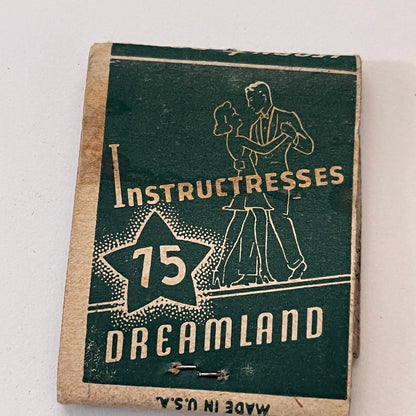 INSTRUCTRESSES
75
DREAMLAND
MADE IN U.S.A.